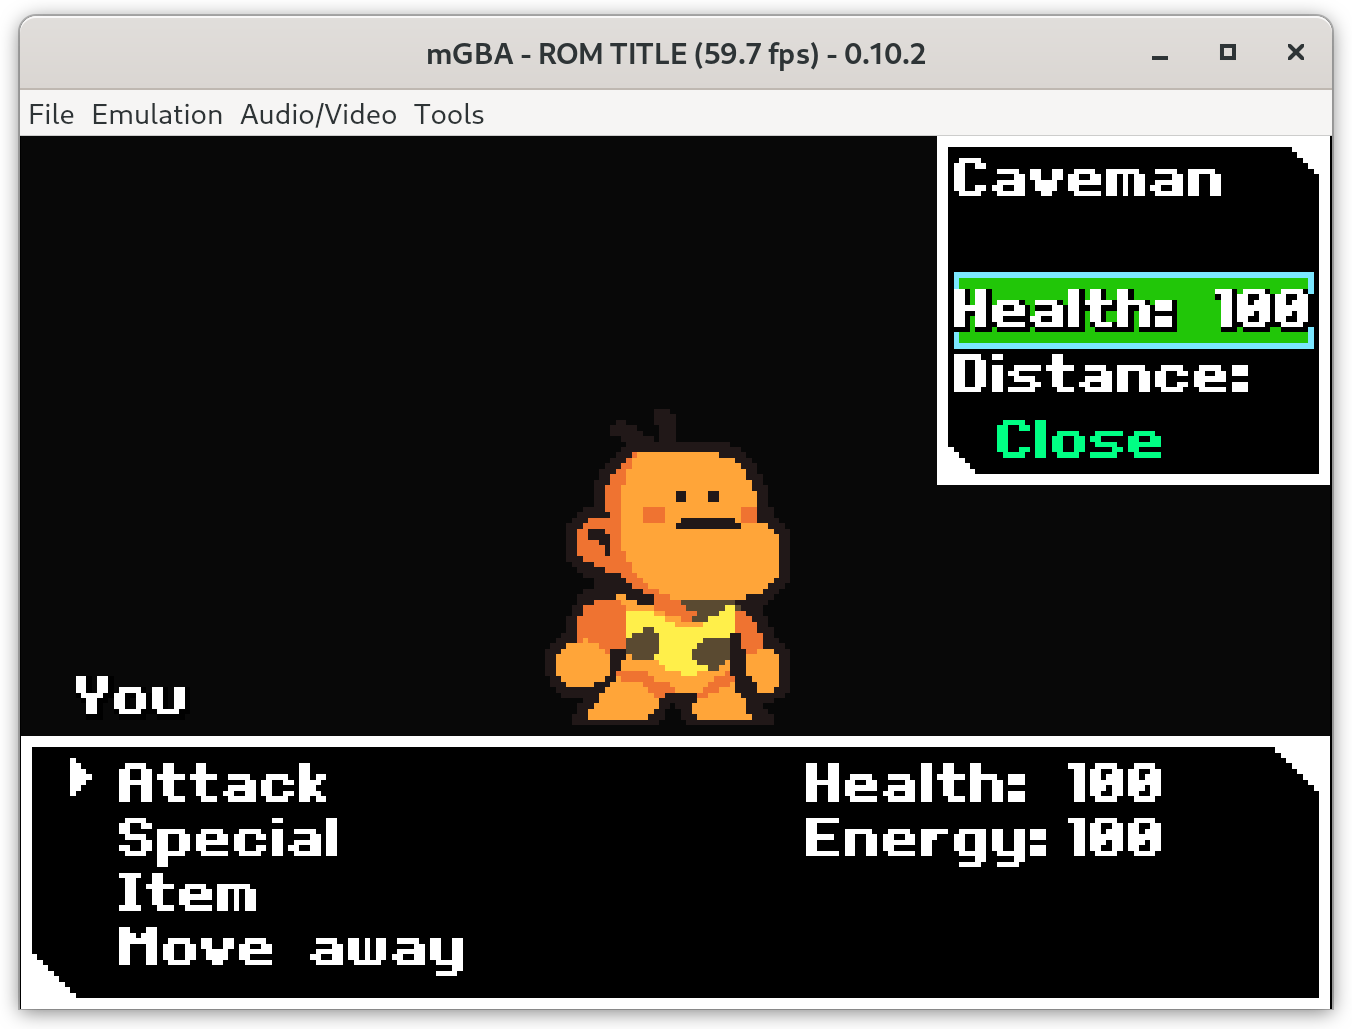 mGBA - ROM TITLE (59.7 fps) - 0.10.2
File Emulation Audio/Video Tools
Caveman
Health: 100
Distance:
Close
You
Attack
Special
Item
Move away
Health: 100
Energy: 100